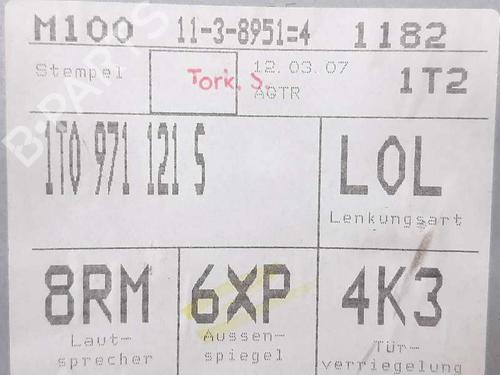 M100 11-3-8951=4 1182
Stempel Tork. S. 12.03.07 1T2
AGTR
1T0 971 121 S L0L
Lenkungsart
8RM 6XP 4K3
Laut- Aussen- Tür-
sprecher spiegel verriegelung
B-PARTS